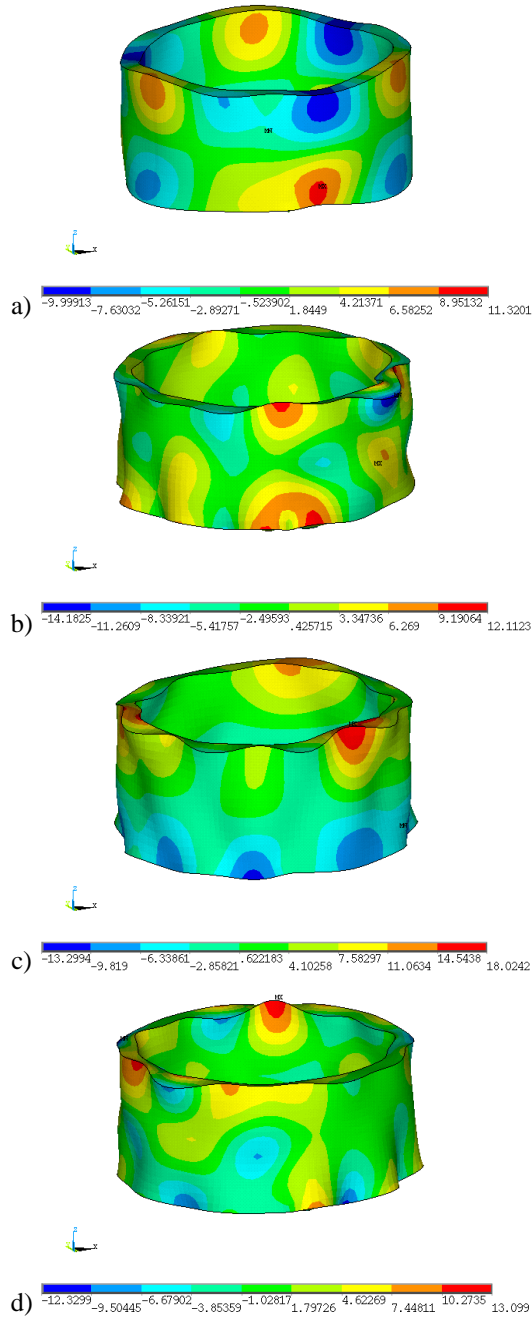 MN
MX
Z
Y
X
a)
-9.99913 -5.26151 -.523902 4.21371 8.95132
-7.63032 -2.89271 1.8449 6.58252 11.3201
MN
MX
Z
Y
X
b)
-14.1825 -8.33921 -2.49593 3.34736 9.19064
-11.2609 -5.41757 .425715 6.269 12.1123
MX
MN
Z
Y
X
c)
-13.2994 -6.33861 .622183 7.58297 14.5438
-9.819 -2.85821 4.10258 11.0634 18.0242
MX
MN
Z
Y
X
d)
-12.3299 -6.67902 -1.02817 4.62269 10.2735
-9.50445 -3.85359 1.79726 7.44811 13.099